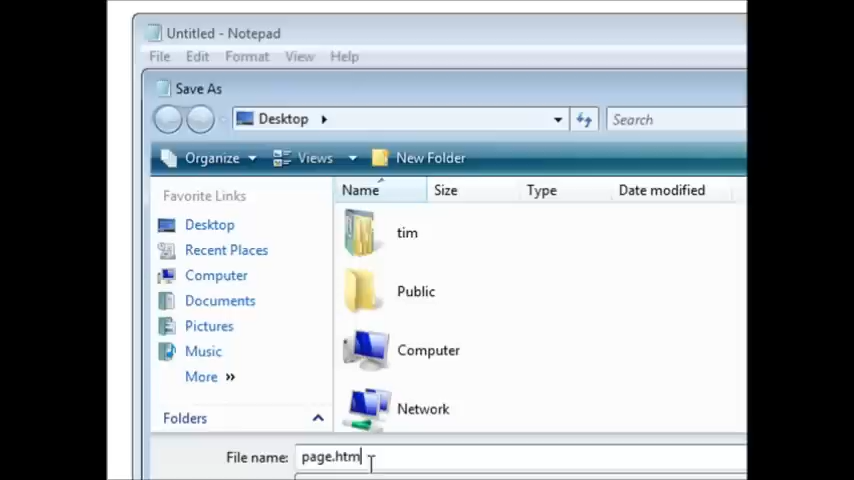 Untitled - Notepad
File Edit Format View Help
Save As
Desktop Search
Organize Views New Folder
Favorite Links
Desktop
Recent Places
Computer
Documents
Pictures
Music
More »
Folders
Name Size Type Date modified
tim
Public
Computer
Network
File name: page.htm